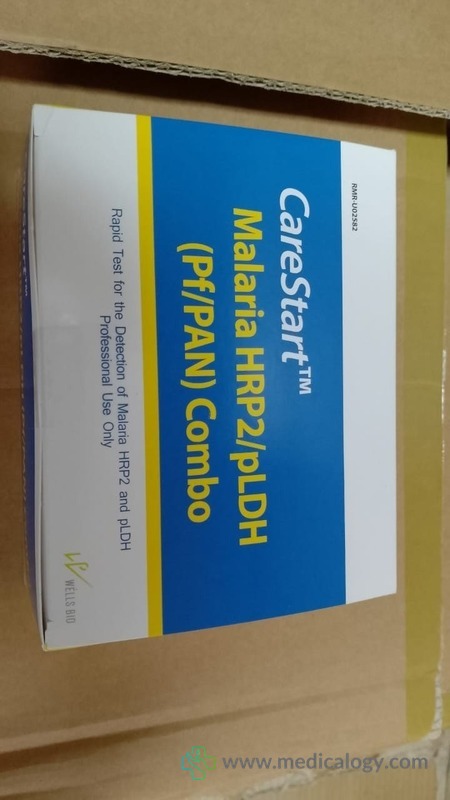 RMR-U02582
CareStart™
Malaria HRP2/pLDH
(Pf/PAN) Combo
Rapid Test for the Detection of Malaria HRP2 and pLDH
Professional Use Only
WELLS BIO
www.medicalogy.com